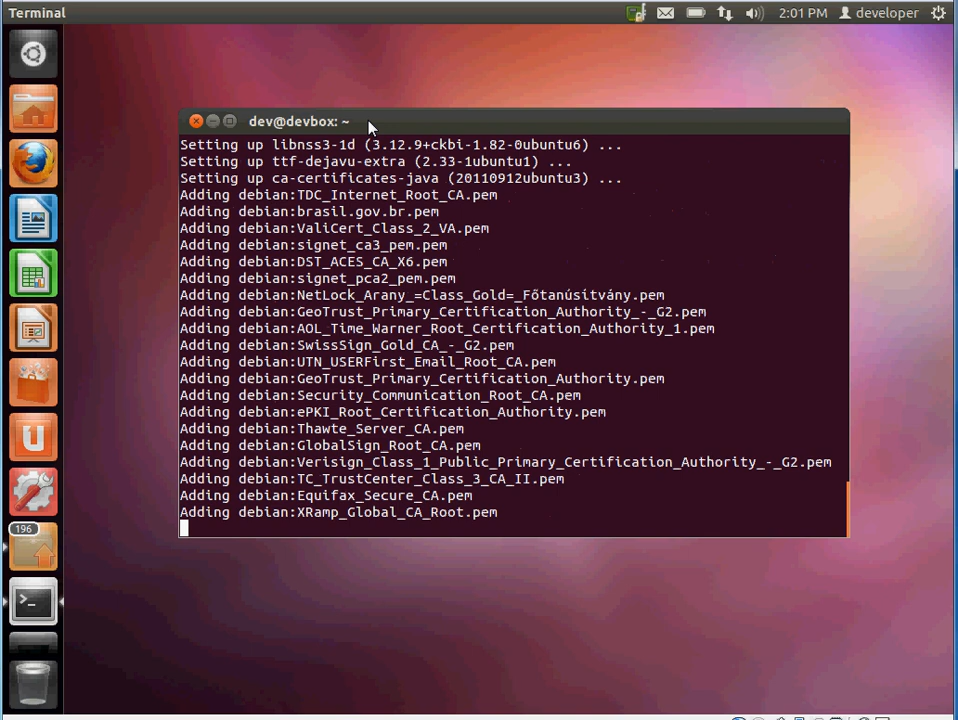 Terminal
2:01 PM developer
dev@devbox: ~
Setting up libnss3-1d (3.12.9+ckbi-1.82-0ubuntu6) ...
Setting up ttf-dejavu-extra (2.33-1ubuntu1) ...
Setting up ca-certificates-java (20110912ubuntu3) ...
Adding debian:TDC_Internet_Root_CA.pem
Adding debian:brasil.gov.br.pem
Adding debian:ValiCert_Class_2_VA.pem
Adding debian:signet_ca3_pem.pem
Adding debian:DST_ACES_CA_X6.pem
Adding debian:signet_pca2_pem.pem
Adding debian:NetLock_Arany_=Class_Gold=_Főtanúsítvány.pem
Adding debian:GeoTrust_Primary_Certification_Authority_-_G2.pem
Adding debian:AOL_Time_Warner_Root_Certification_Authority_1.pem
Adding debian:SwissSign_Gold_CA_-_G2.pem
Adding debian:UTN_USERFirst_Email_Root_CA.pem
Adding debian:GeoTrust_Primary_Certification_Authority.pem
Adding debian:Security_Communication_Root_CA.pem
Adding debian:ePKI_Root_Certification_Authority.pem
Adding debian:Thawte_Server_CA.pem
Adding debian:GlobalSign_Root_CA.pem
Adding debian:Verisign_Class_1_Public_Primary_Certification_Authority_-_G2.pem
Adding debian:TC_TrustCenter_Class_3_CA_II.pem
Adding debian:Equifax_Secure_CA.pem
Adding debian:XRamp_Global_CA_Root.pem
196
>_